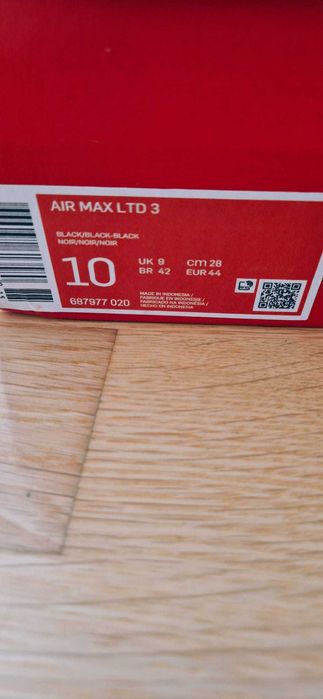 AIR MAX LTD 3
BLACK/BLACK-BLACK
NOIR/NOIR/NOIR
10
UK 9 CM 28
BR 42 EUR 44
687977 020
MADE IN INDONESIA /
FABRIQUE EN INDONÉSIE /
FABRICADO NA INDONÉSIA /
HECHO EN INDONESIA